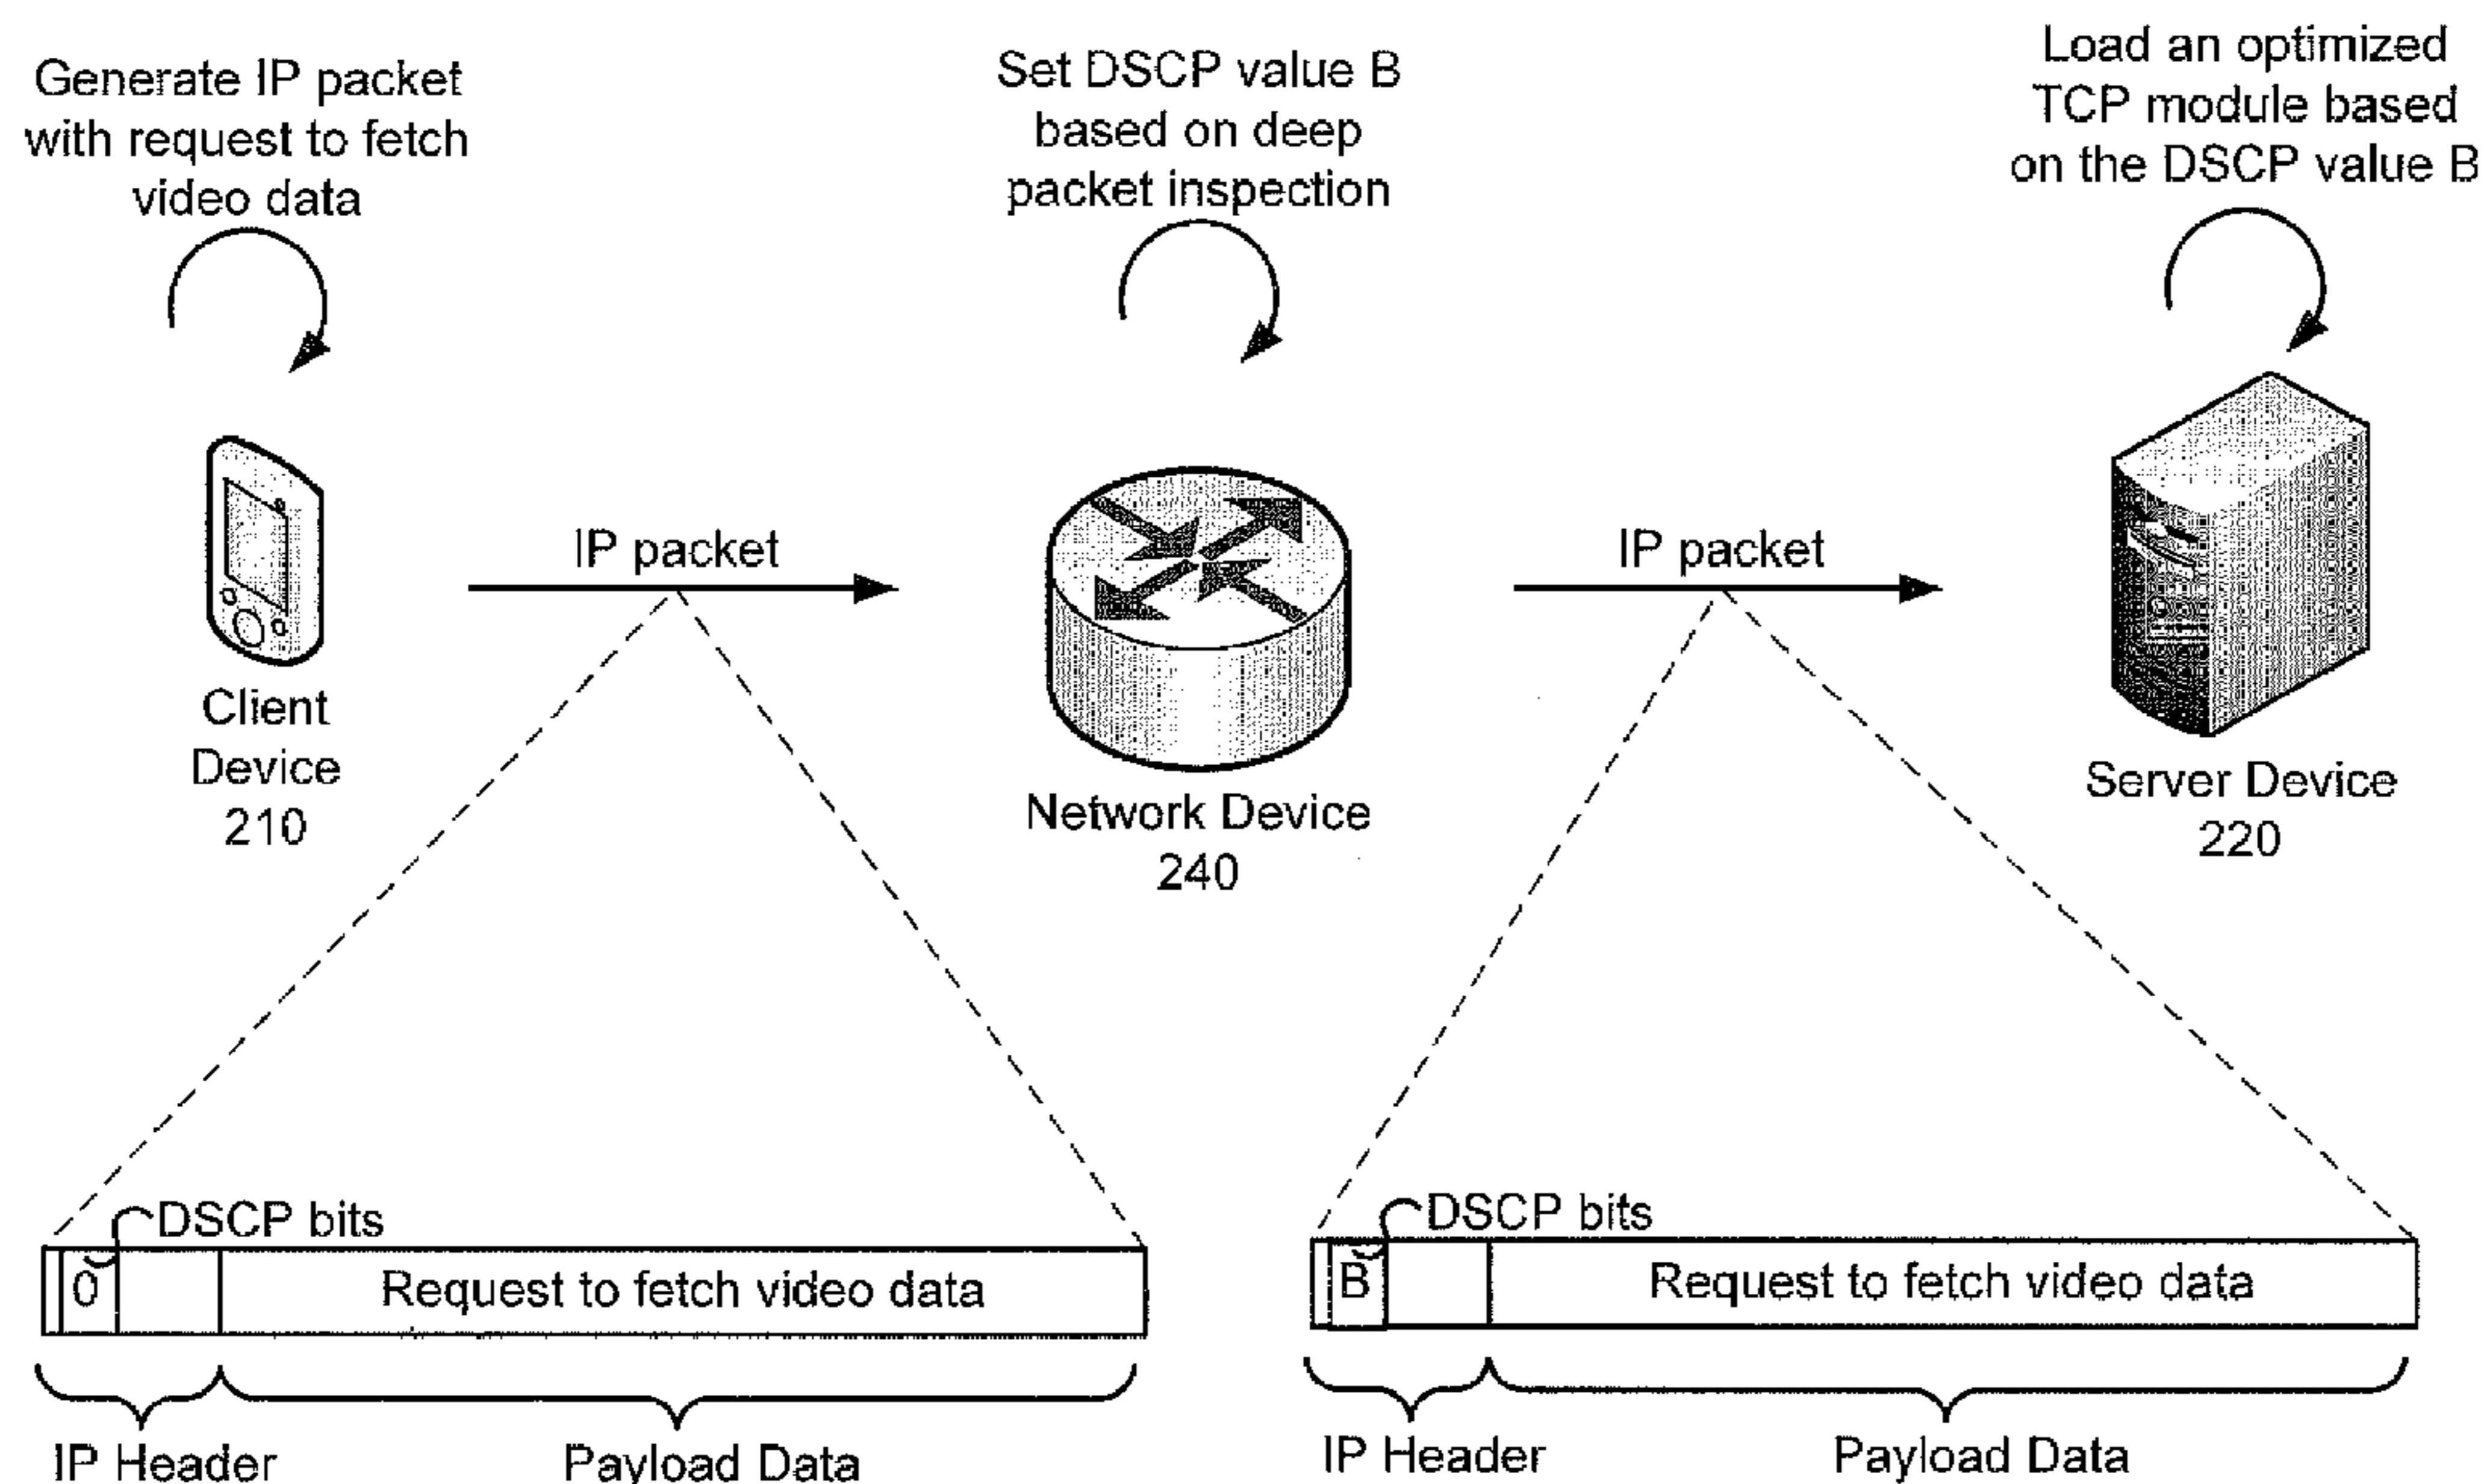 Generate IP packet
with request to fetch
video data
Set DSCP value B
based on deep
packet inspection
Load an optimized
TCP module based
on the DSCP value B
IP packet
IP packet
Client
Device
210
Network Device
240
Server Device
220
DSCP bits
0
Request to fetch video data
IP Header
Payload Data
DSCP bits
B
Request to fetch video data
IP Header
Payload Data